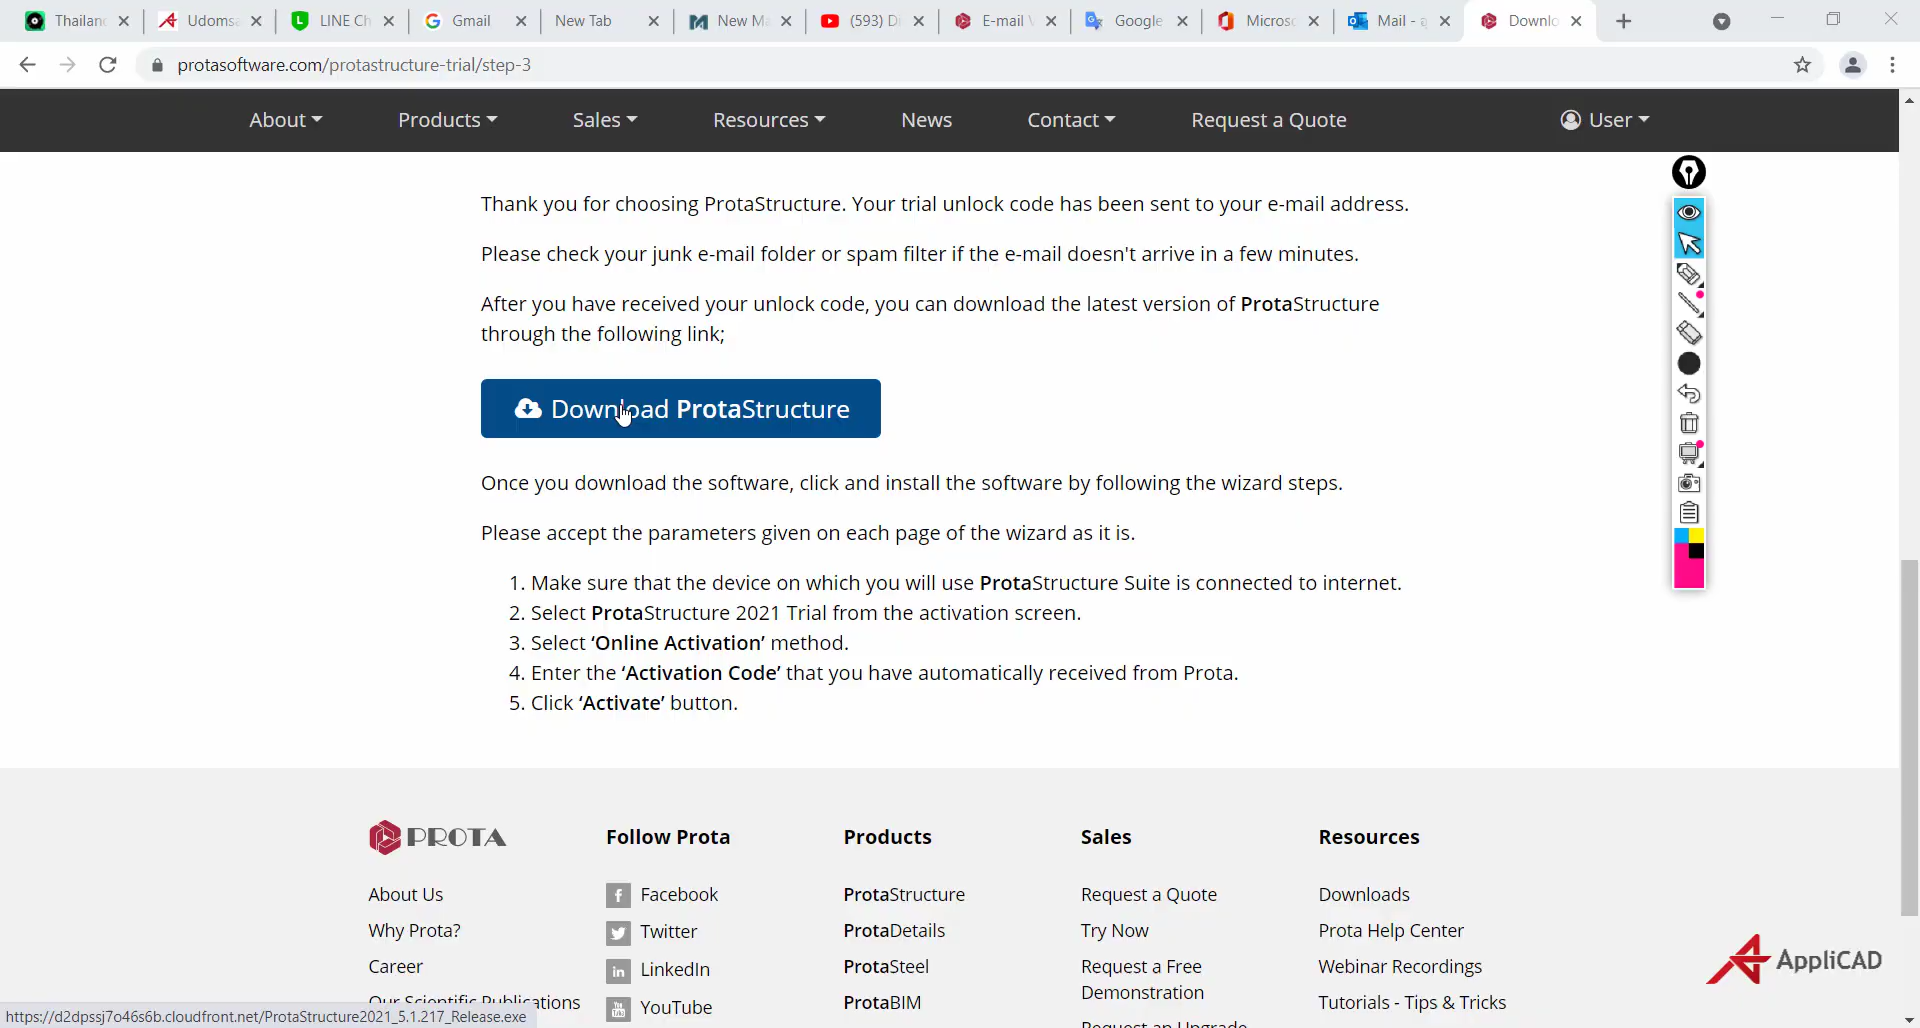 Thailand
Udoms
LINE Ch
Gmail
New Tab
New Ma
(593) Di
E-mail V
Google
Microso
Mail - a
Downlo
protasoftware.com/protastructure-trial/step-3
About
Products
Sales
Resources
News
Contact
Request a Quote
User
Thank you for choosing ProtaStructure. Your trial unlock code has been sent to your e-mail address.
Please check your junk e-mail folder or spam filter if the e-mail doesn't arrive in a few minutes.
After you have received your unlock code, you can download the latest version of ProtaStructure
through the following link;
Download ProtaStructure
Once you download the software, click and install the software by following the wizard steps.
Please accept the parameters given on each page of the wizard as it is.
1. Make sure that the device on which you will use ProtaStructure Suite is connected to internet.
2. Select ProtaStructure 2021 Trial from the activation screen.
3. Select ‘Online Activation’ method.
4. Enter the ‘Activation Code’ that you have automatically received from Prota.
5. Click ‘Activate’ button.
PROTA
About Us
Why Prota?
Career
Our Scientific Publications
Follow Prota
Facebook
Twitter
LinkedIn
YouTube
Products
ProtaStructure
ProtaDetails
ProtaSteel
ProtaBIM
Sales
Request a Quote
Try Now
Request a Free
Demonstration
Request an Upgrade
Resources
Downloads
Prota Help Center
Webinar Recordings
Tutorials - Tips & Tricks
AppliCAD
https://d2dpssj7o46s6b.cloudfront.net/ProtaStructure2021_5.1.217_Release.exe